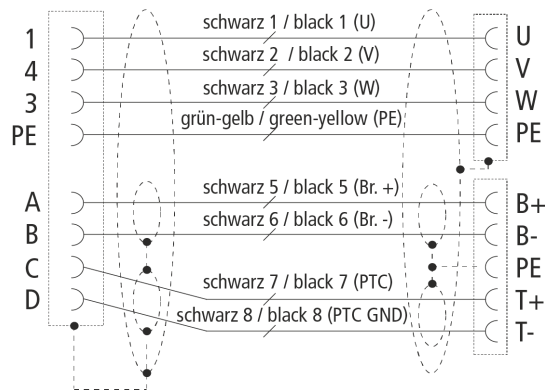 1 schwarz 1 / black 1 (U) U
4 schwarz 2 / black 2 (V) V
3 schwarz 3 / black 3 (W) W
PE grün-gelb / green-yellow (PE) PE
A schwarz 5 / black 5 (Br. +) B+
B schwarz 6 / black 6 (Br. -) B-
C PE
schwarz 7 / black 7 (PTC) T+
D schwarz 8 / black 8 (PTC GND) T-